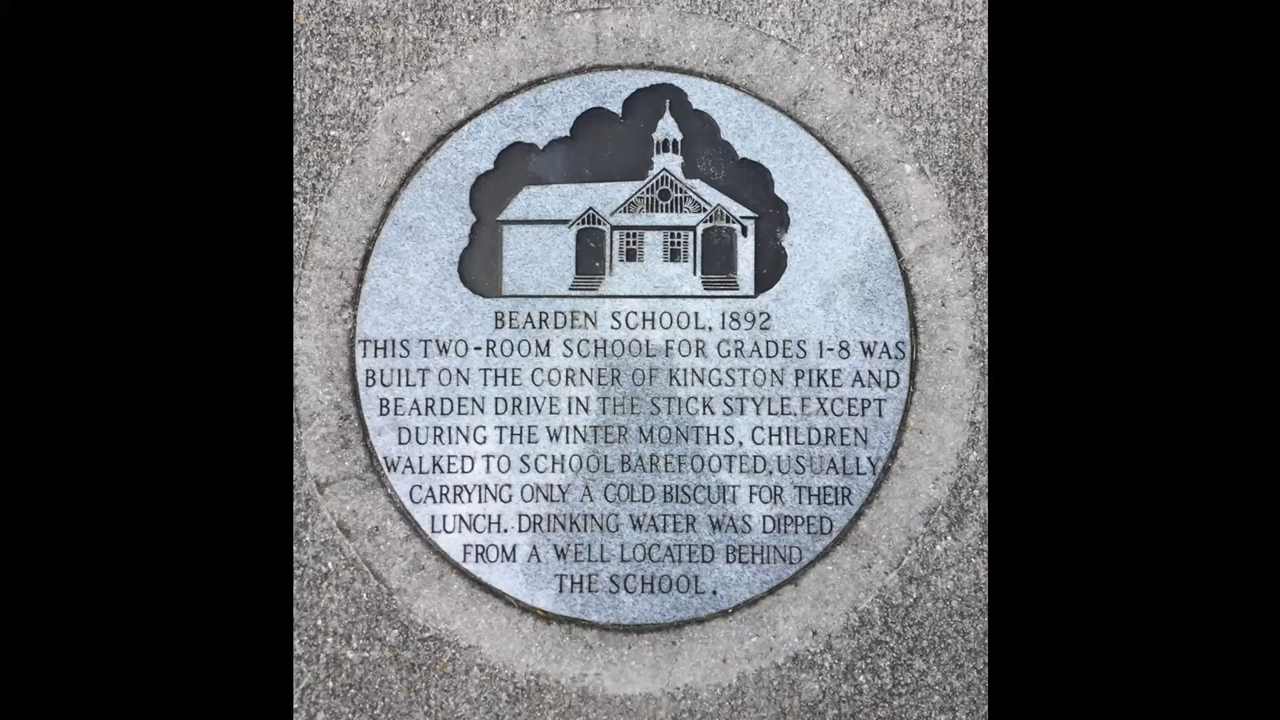 BEARDEN SCHOOL, 1892
THIS TWO-ROOM SCHOOL FOR GRADES 1-8 WAS
BUILT ON THE CORNER OF KINGSTON PIKE AND
BEARDEN DRIVE IN THE STICK STYLE. EXCEPT
DURING THE WINTER MONTHS, CHILDREN
WALKED TO SCHOOL BAREFOOTED, USUALLY
CARRYING ONLY A COLD BISCUIT FOR THEIR
LUNCH. DRINKING WATER WAS DIPPED
FROM A WELL LOCATED BEHIND
THE SCHOOL.